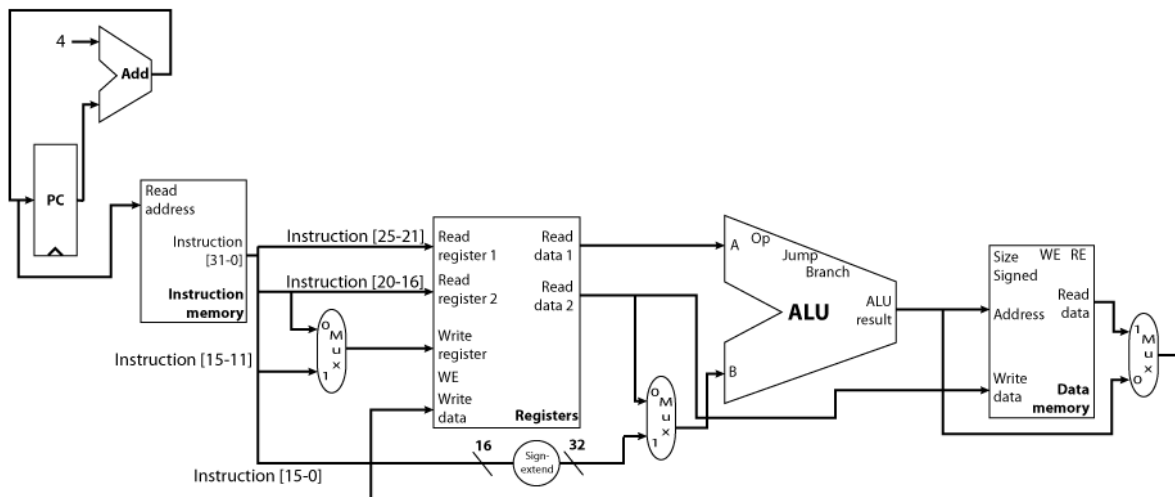 4
Add
PC
Read
address
Instruction
[31-0]
Instruction
memory
Instruction [25-21]
Instruction [20-16]
Instruction [15-11]
Instruction [15-0]
0
M
u
x
1
Read
register 1
Read
register 2
Write
register
WE
Write
data
Read
data 1
Read
data 2
Registers
16
Sign-
extend
32
0
M
u
x
1
A
B
Op
Jump
Branch
ALU
ALU
result
Size
Signed
WE RE
Address
Read
data
Write
data
Data
memory
1
M
u
x
0